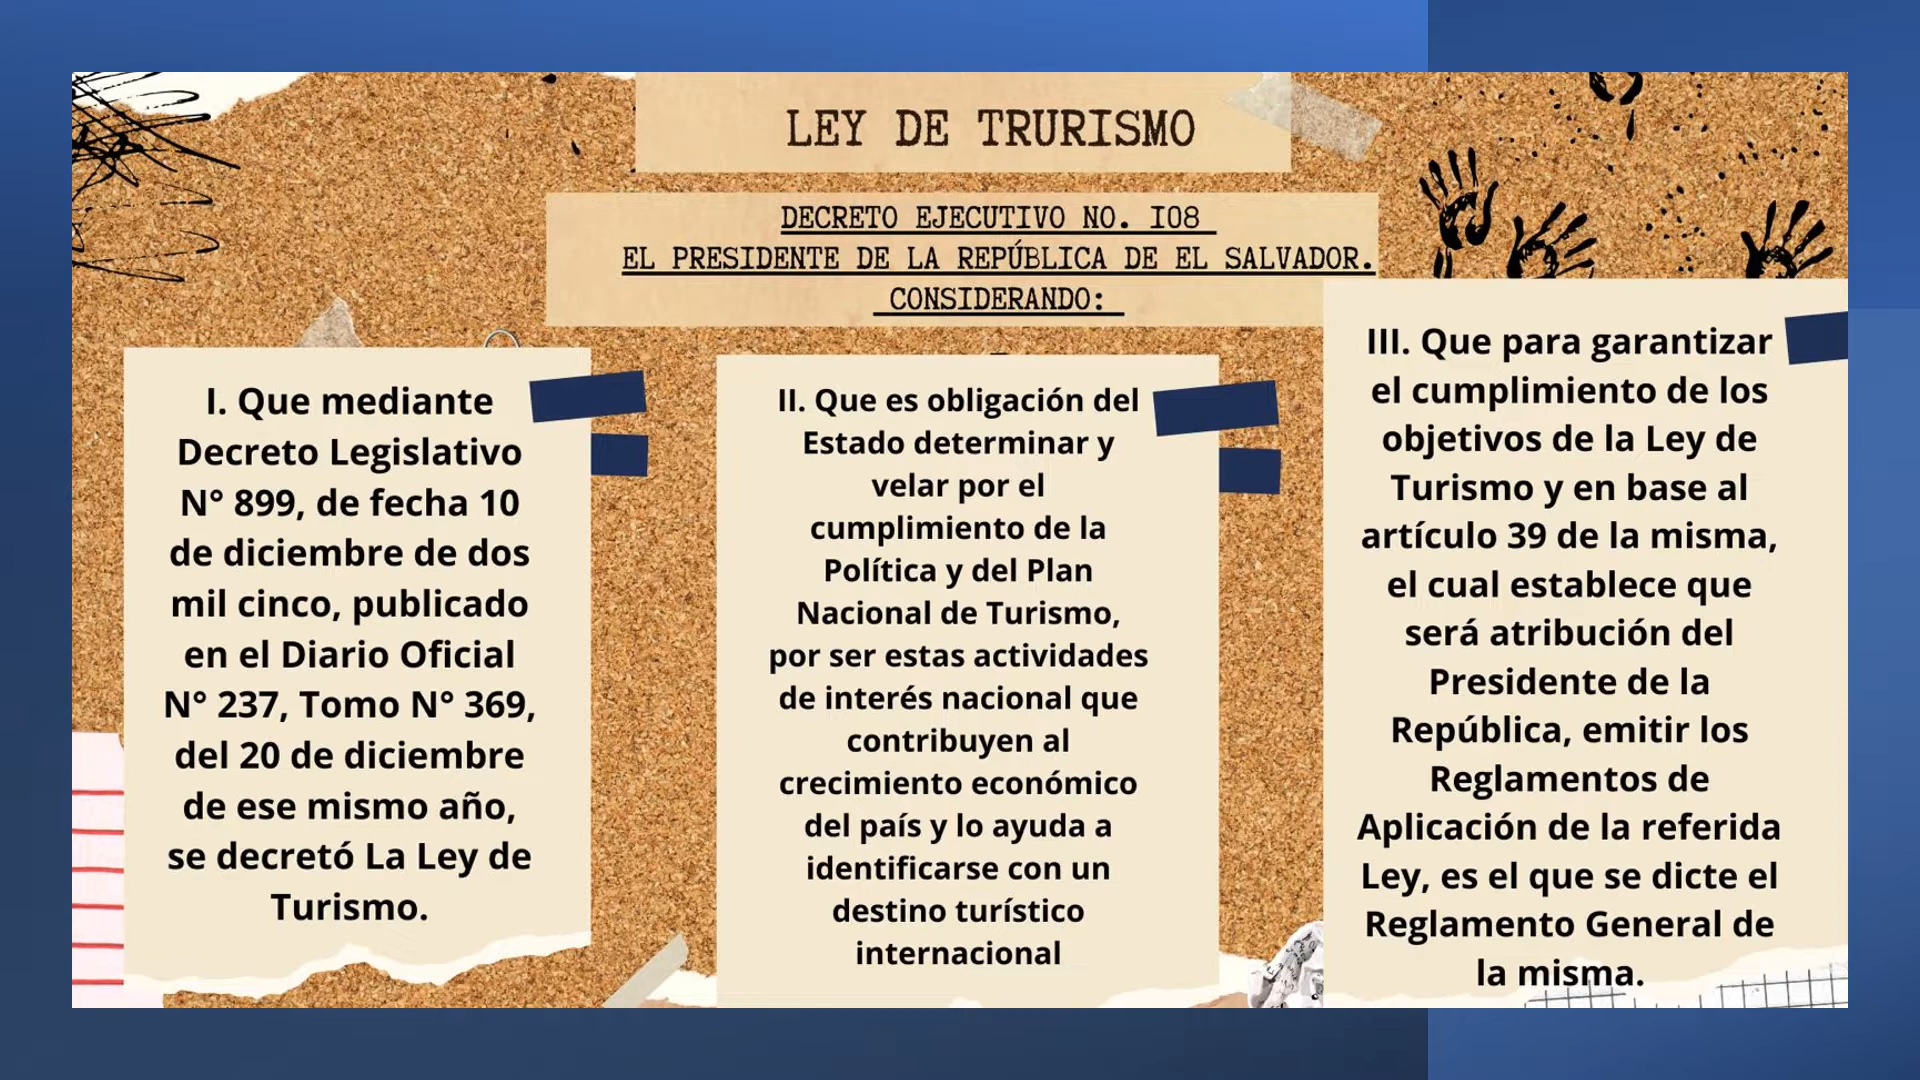 LEY DE TRURISMO
DECRETO EJECUTIVO NO. 108
EL PRESIDENTE DE LA REPÚBLICA DE EL SALVADOR.
CONSIDERANDO:
I. Que mediante
Decreto Legislativo
N° 899, de fecha 10
de diciembre de dos
mil cinco, publicado
en el Diario Oficial
N° 237, Tomo N° 369,
del 20 de diciembre
de ese mismo año,
se decretó La Ley de
Turismo.
II. Que es obligación del
Estado determinar y
velar por el
cumplimiento de la
Política y del Plan
Nacional de Turismo,
por ser estas actividades
de interés nacional que
contribuyen al
crecimiento económico
del país y lo ayuda a
identificarse con un
destino turístico
internacional
III. Que para garantizar
el cumplimiento de los
objetivos de la Ley de
Turismo y en base al
artículo 39 de la misma,
el cual establece que
será atribución del
Presidente de la
República, emitir los
Reglamentos de
Aplicación de la referida
Ley, es el que se dicte el
Reglamento General de
la misma.